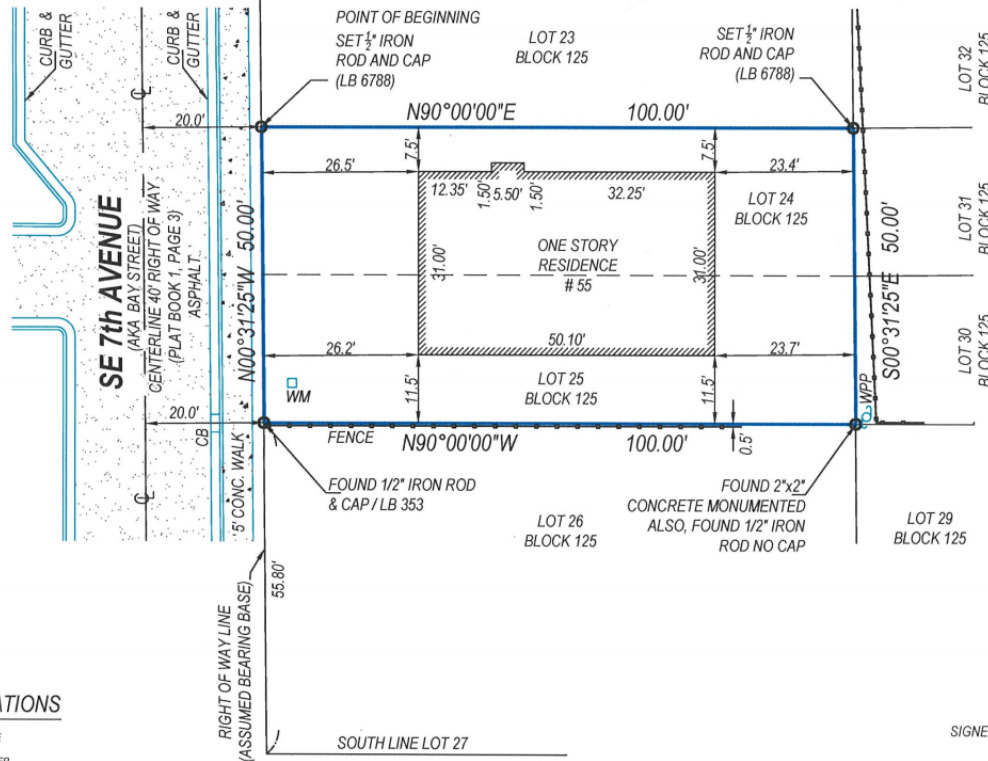 CURB &
GUTTER
CURB &
GUTTER
POINT OF BEGINNING
SET 1/2" IRON
ROD AND CAP
(LB 6788)
LOT 23
BLOCK 125
SET 1/2" IRON
ROD AND CAP
(LB 6788)
LOT 32
BLOCK 125
20.0'
N90°00'00"E
100.00'
7.5'
7.5'
26.5'
23.4'
12.35'
1.50'
5.50'
1.50'
32.25'
LOT 24
BLOCK 125
LOT 31
BLOCK 125
SE 7th AVENUE
(AKA BAY STREET)
CENTERLINE 40' RIGHT OF WAY
(PLAT BOOK 1, PAGE 3)
ASPHALT
N00°31'25"W 50.00'
31.00'
ONE STORY
RESIDENCE
# 55
31.00'
S00°31'25"E 50.00'
50.10'
26.2'
23.7'
LOT 30
BLOCK 125
WM
11.5'
LOT 25
BLOCK 125
11.5'
WPP
20.0'
CB
5' CONC. WALK
FENCE
N90°00'00"W
100.00'
0.5'
FOUND 1/2" IRON ROD
& CAP / LB 353
FOUND 2"x2"
CONCRETE MONUMENTED
ALSO, FOUND 1/2" IRON
ROD NO CAP
LOT 26
BLOCK 125
LOT 29
BLOCK 125
55.80'
RIGHT OF WAY LINE
(ASSUMED BEARING BASE)
ATIONS
SOUTH LINE LOT 27
SIGNE